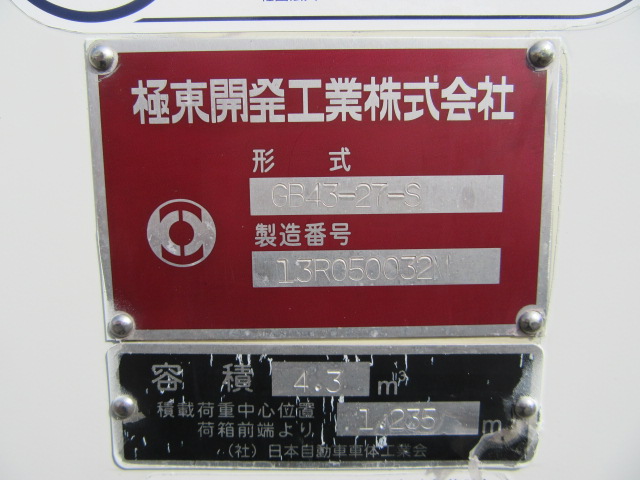 極東開発工業株式会社
形 式
GB43-27-S
製造番号
13R050032
容 積 4.3 m³
積載荷重中心位置
荷箱前端より 1.235 m
(社)日本自動車車体工業会